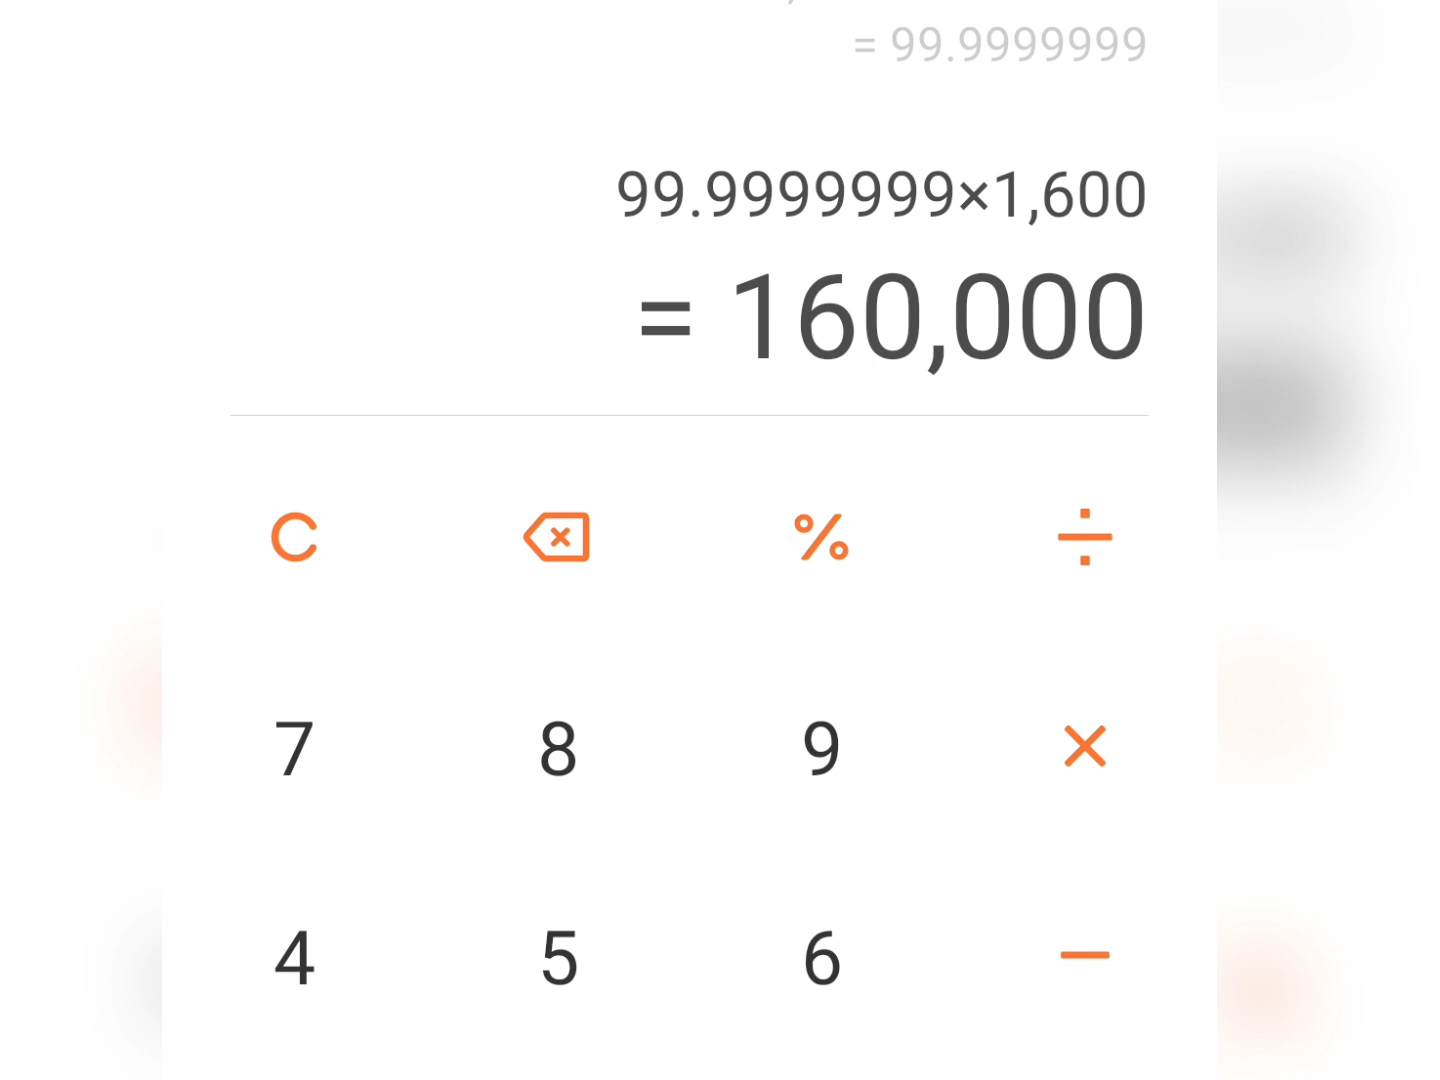 = 99.9999999
99.9999999×1,600
= 160,000
C % ÷
7 8 9 ×
4 5 6 −